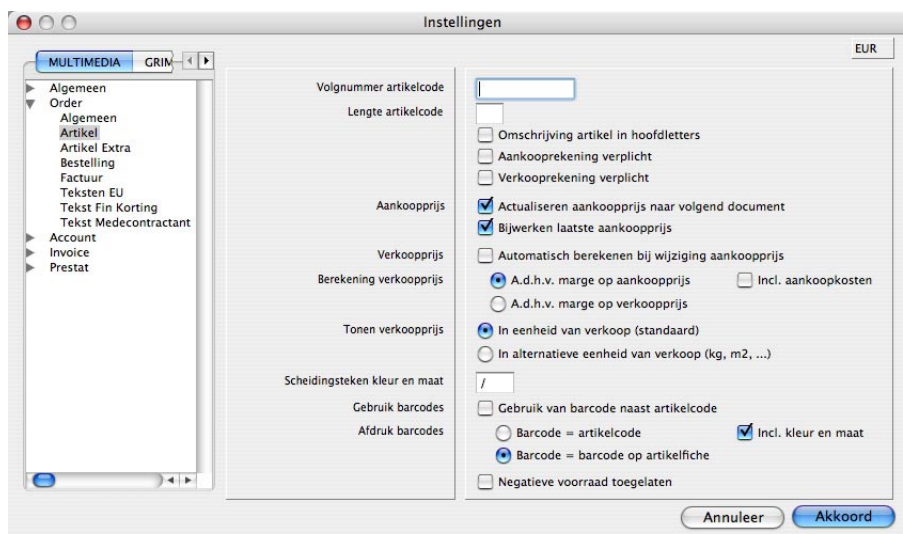 Instellingen
EUR
MULTIMEDIA GRIM
Algemeen
Order
Algemeen
Artikel
Artikel Extra
Bestelling
Factuur
Teksten EU
Tekst Fin Korting
Tekst Medecontractant
Account
Invoice
Prestat
Volgnummer artikelcode
Lengte artikelcode
Omschrijving artikel in hoofdletters
Aankooprekening verplicht
Verkooprekening verplicht
Aankoopprijs Actualiseren aankoopprijs naar volgend document
Bijwerken laatste aankoopprijs
Verkoopprijs Automatisch berekenen bij wijziging aankoopprijs
Berekening verkoopprijs A.d.h.v. marge op aankoopprijs Incl. aankoopkosten
A.d.h.v. marge op verkoopprijs
Tonen verkoopprijs In eenheid van verkoop (standaard)
In alternatieve eenheid van verkoop (kg, m2, ...)
Scheidingsteken kleur en maat /
Gebruik barcodes Gebruik van barcode naast artikelcode
Afdruk barcodes Barcode = artikelcode Incl. kleur en maat
Barcode = barcode op artikelfiche
Negatieve voorraad toegelaten
Annuleer Akkoord